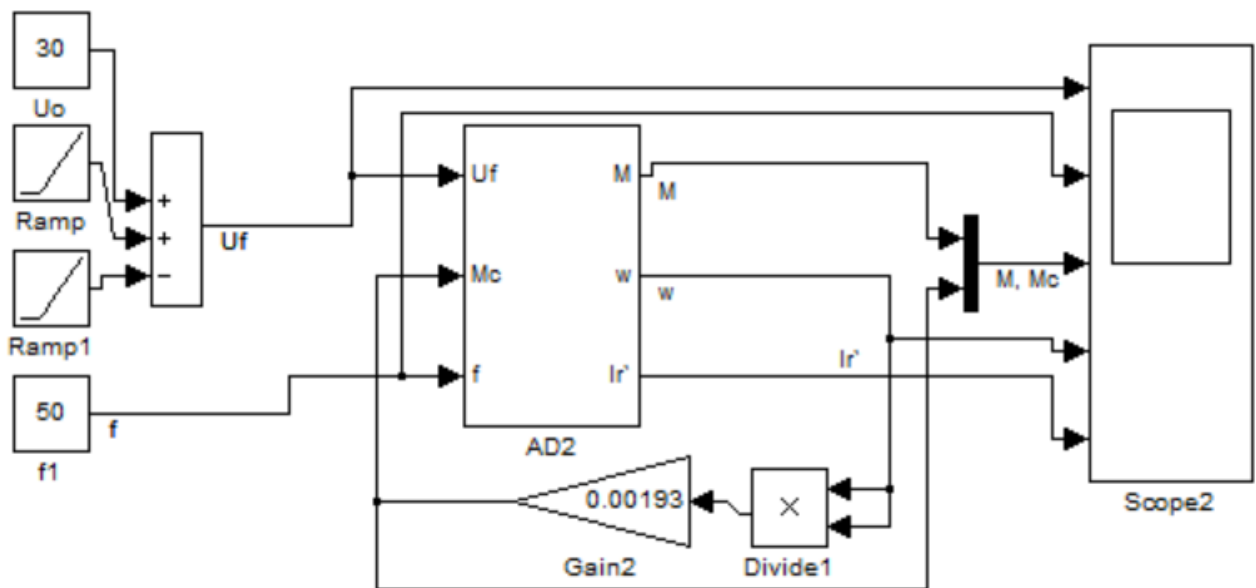 30
Uo
Ramp
Ramp1
50
f1
+
+
−
Uf
f
Uf
Mc
f
M
w
Ir`
AD2
M
w
Ir`
M, Mc
0.00193
Gain2
×
Divide1
Scope2